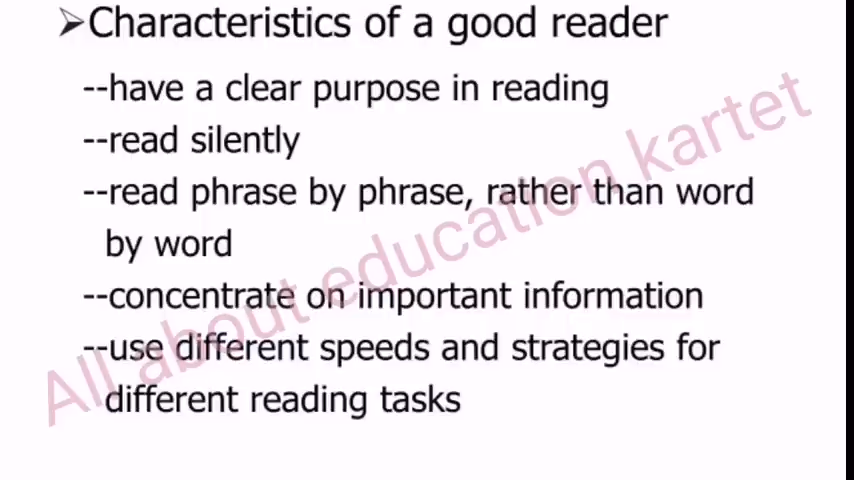 ➢Characteristics of a good reader
--have a clear purpose in reading
--read silently
--read phrase by phrase, rather than word
by word
--concentrate on important information
--use different speeds and strategies for
different reading tasks
All about education kartet